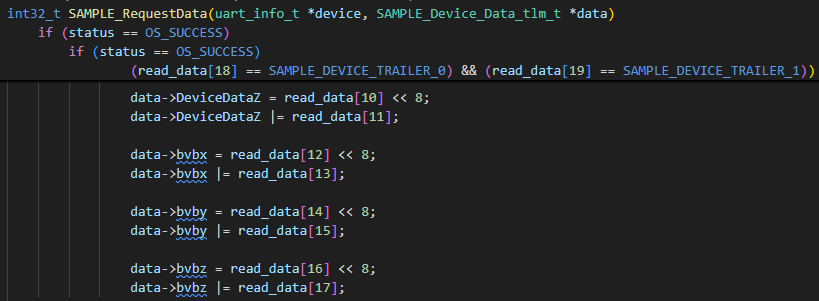 int32_t SAMPLE_RequestData(uart_info_t *device, SAMPLE_Device_Data_tlm_t *data)
if (status == OS_SUCCESS)
if (status == OS_SUCCESS)
(read_data[18] == SAMPLE_DEVICE_TRAILER_0) && (read_data[19] == SAMPLE_DEVICE_TRAILER_1))
data->DeviceDataZ = read_data[10] << 8;
data->DeviceDataZ |= read_data[11];
data->bvbx = read_data[12] << 8;
data->bvbx |= read_data[13];
data->bvby = read_data[14] << 8;
data->bvby |= read_data[15];
data->bvbz = read_data[16] << 8;
data->bvbz |= read_data[17];